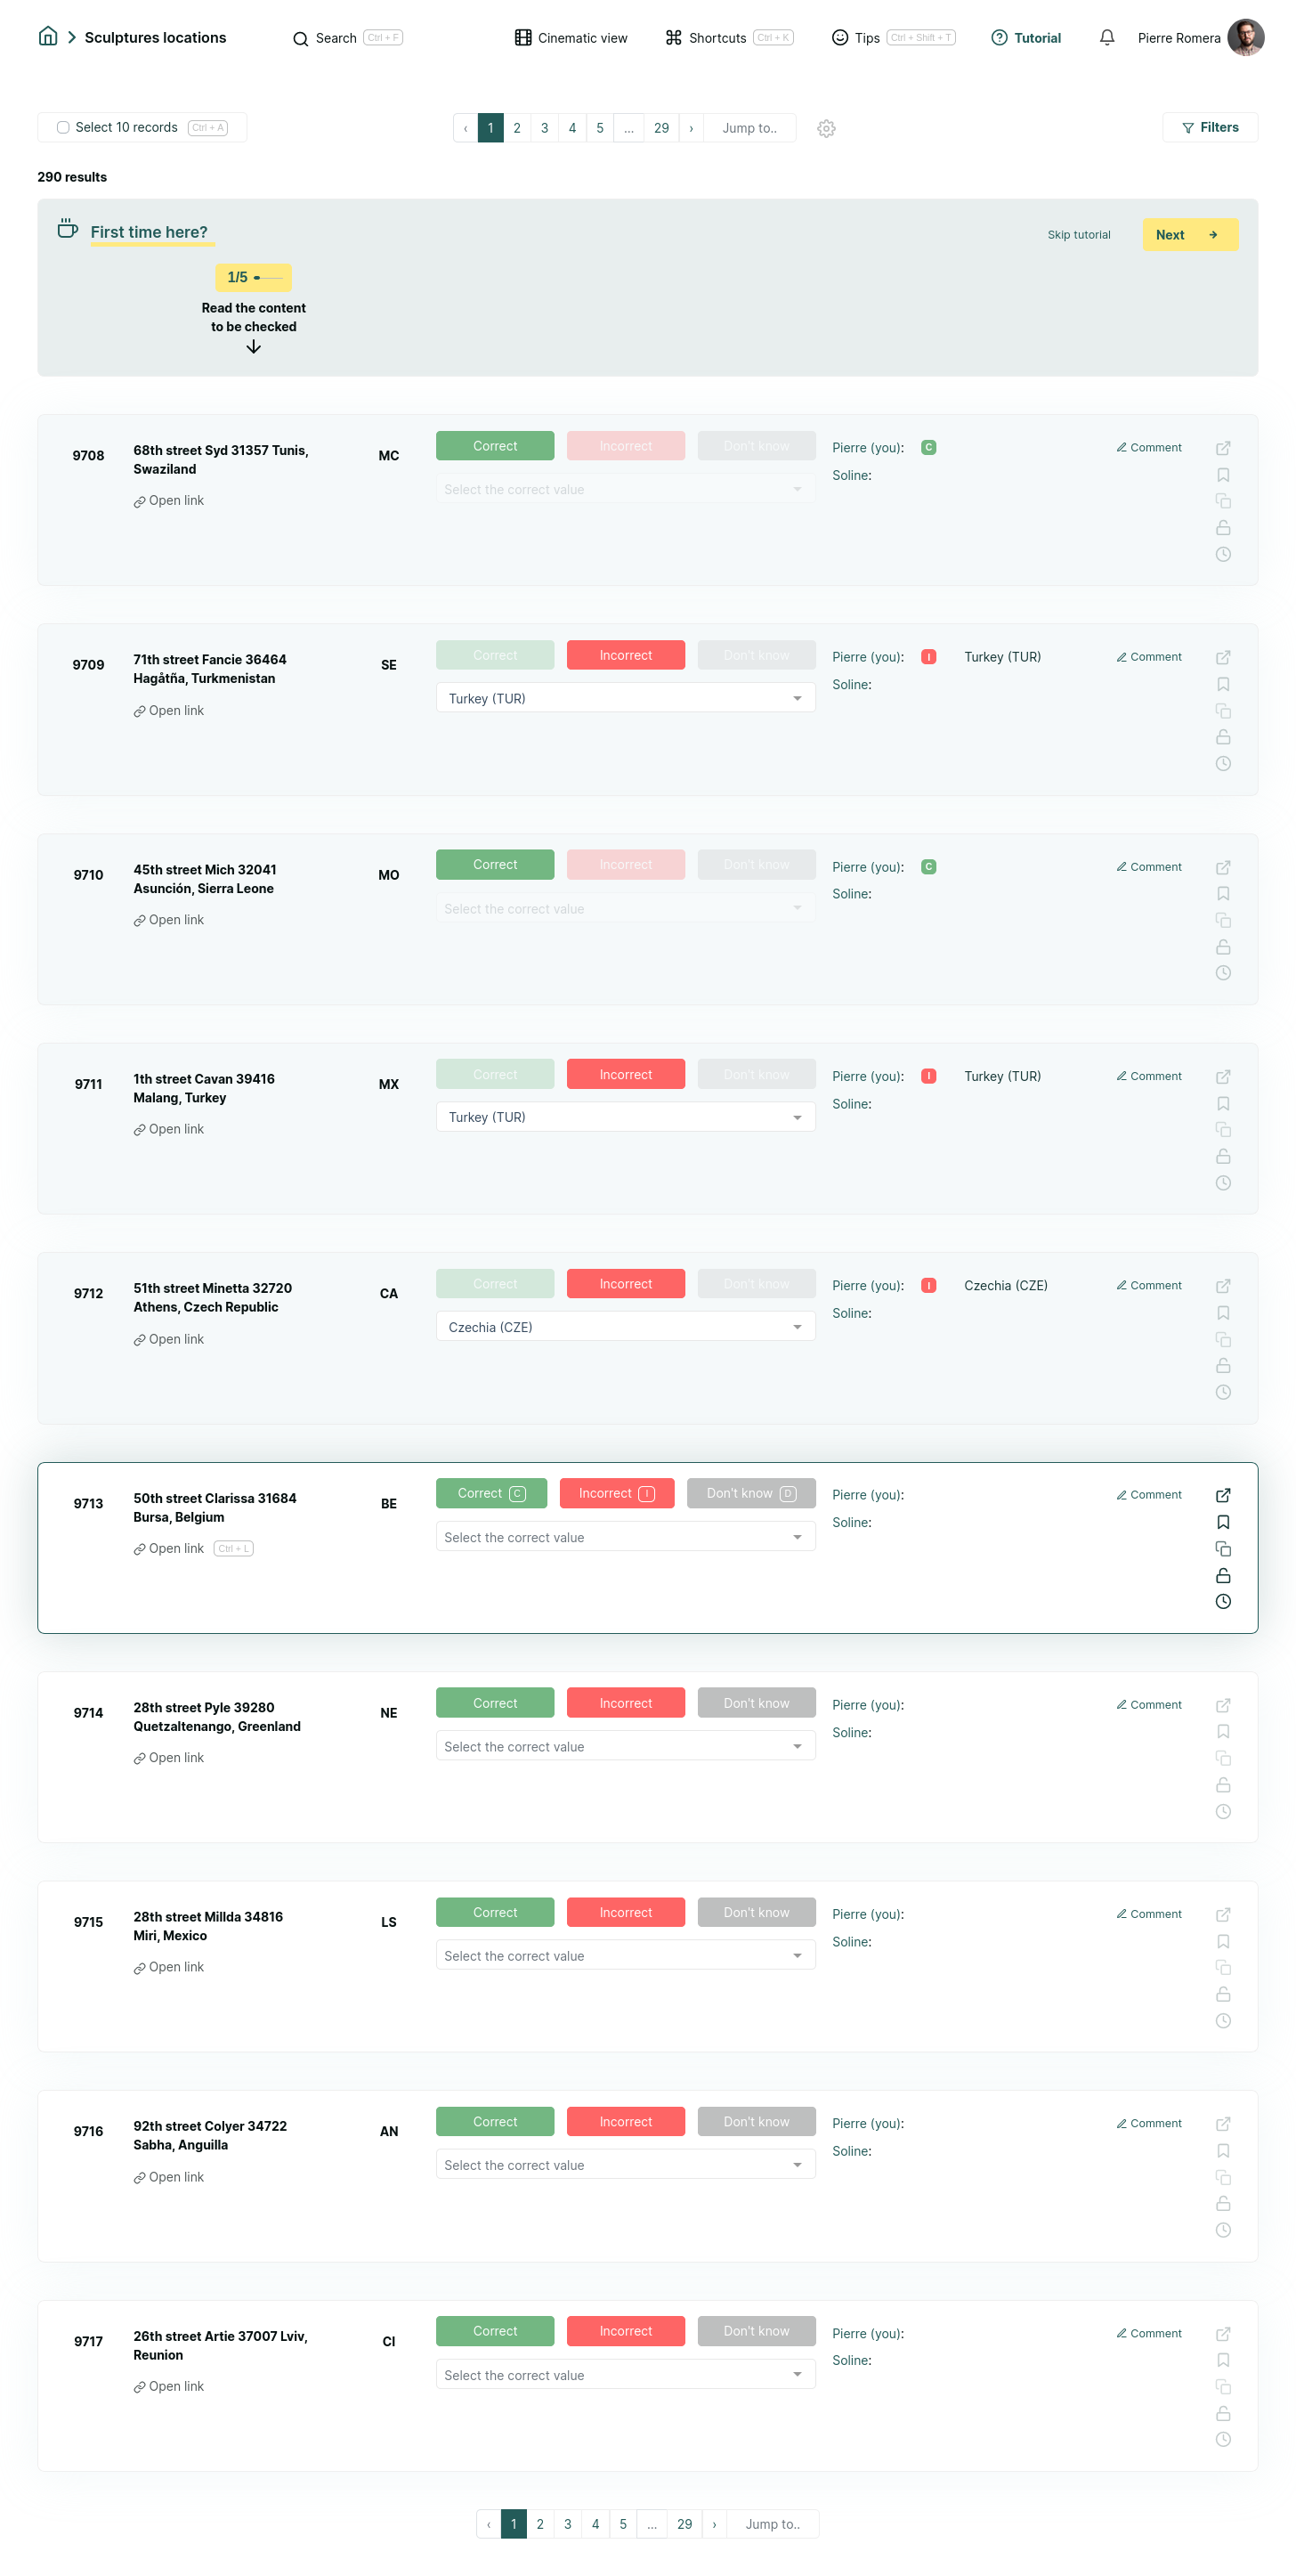 Sculptures locations
Search Ctrl + F
Cinematic view
Shortcuts Ctrl + K
Tips Ctrl + Shift + T
Tutorial
Pierre Romera
Select 10 records Ctrl + A
‹ 1 2 3 4 5 ... 29 › Jump to..
Filters
290 results
First time here?
Skip tutorial
Next
1/5
Read the content
to be checked
9708
68th street Syd 31357 Tunis,
Swaziland
Open link
MC
Correct Incorrect Don't know
Select the correct value
Pierre (you): C
Soline:
Comment
9709
71th street Fancie 36464
Hagåtña, Turkmenistan
Open link
SE
Correct Incorrect Don't know
Turkey (TUR)
Pierre (you): I Turkey (TUR)
Soline:
Comment
9710
45th street Mich 32041
Asunción, Sierra Leone
Open link
MO
Correct Incorrect Don't know
Select the correct value
Pierre (you): C
Soline:
Comment
9711
1th street Cavan 39416
Malang, Turkey
Open link
MX
Correct Incorrect Don't know
Turkey (TUR)
Pierre (you): I Turkey (TUR)
Soline:
Comment
9712
51th street Minetta 32720
Athens, Czech Republic
Open link
CA
Correct Incorrect Don't know
Czechia (CZE)
Pierre (you): I Czechia (CZE)
Soline:
Comment
9713
50th street Clarissa 31684
Bursa, Belgium
Open link Ctrl + L
BE
Correct C Incorrect I Don't know D
Select the correct value
Pierre (you):
Soline:
Comment
9714
28th street Pyle 39280
Quetzaltenango, Greenland
Open link
NE
Correct Incorrect Don't know
Select the correct value
Pierre (you):
Soline:
Comment
9715
28th street Millda 34816
Miri, Mexico
Open link
LS
Correct Incorrect Don't know
Select the correct value
Pierre (you):
Soline:
Comment
9716
92th street Colyer 34722
Sabha, Anguilla
Open link
AN
Correct Incorrect Don't know
Select the correct value
Pierre (you):
Soline:
Comment
9717
26th street Artie 37007 Lviv,
Reunion
Open link
CI
Correct Incorrect Don't know
Select the correct value
Pierre (you):
Soline:
Comment
‹ 1 2 3 4 5 ... 29 › Jump to..